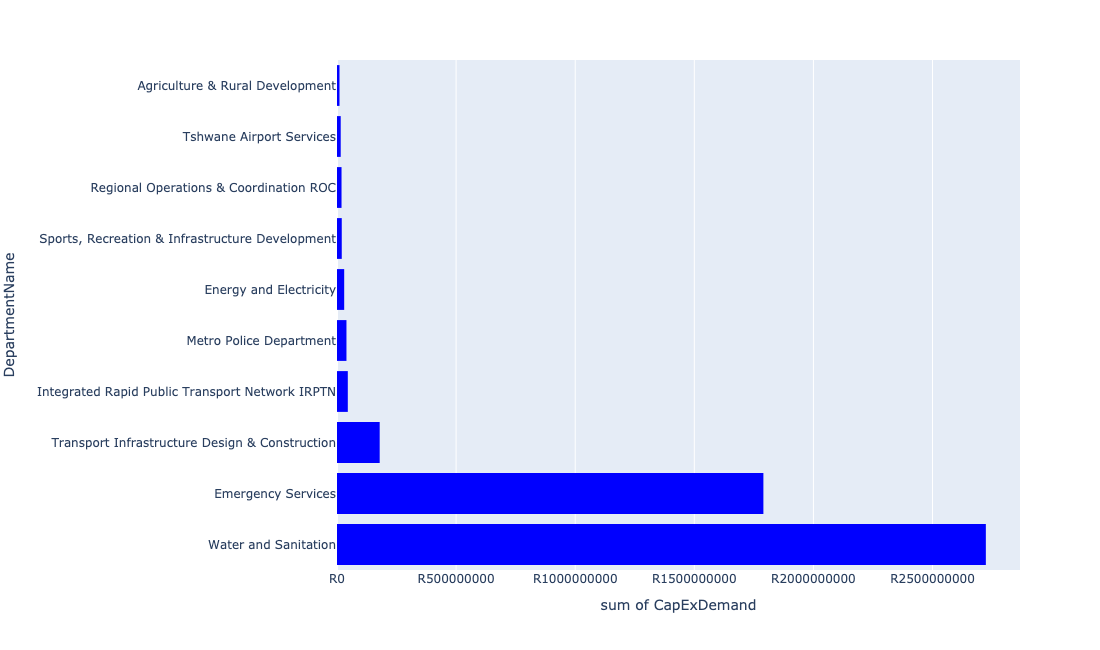 Agriculture & Rural Development
Tshwane Airport Services
Regional Operations & Coordination ROC
Sports, Recreation & Infrastructure Development
Energy and Electricity
Metro Police Department
Integrated Rapid Public Transport Network IRPTN
Transport Infrastructure Design & Construction
Emergency Services
Water and Sanitation
DepartmentName
R0 R500000000 R1000000000 R1500000000 R2000000000 R2500000000
sum of CapExDemand